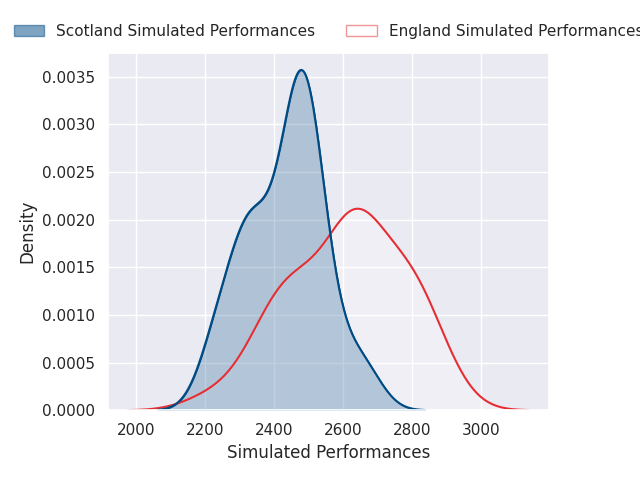 Scotland Simulated Performances England Simulated Performances
0.0035
0.0030
0.0025
0.0020
0.0015
0.0010
0.0005
0.0000
Density
2000 2200 2400 2600 2800 3000
Simulated Performances